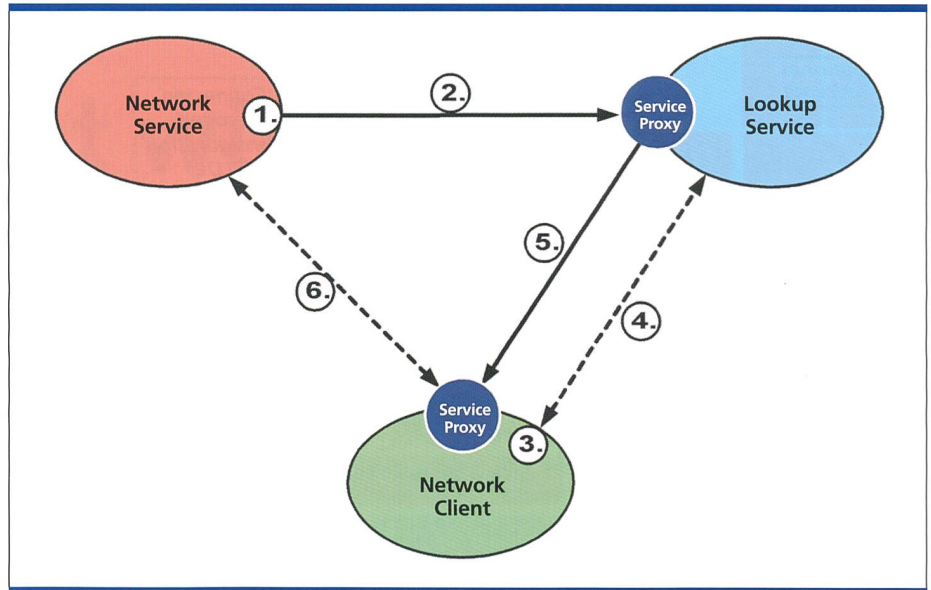 Network
Service
1.
2.
Service
Proxy
Lookup
Service
5.
6.
4.
Service
Proxy
3.
Network
Client